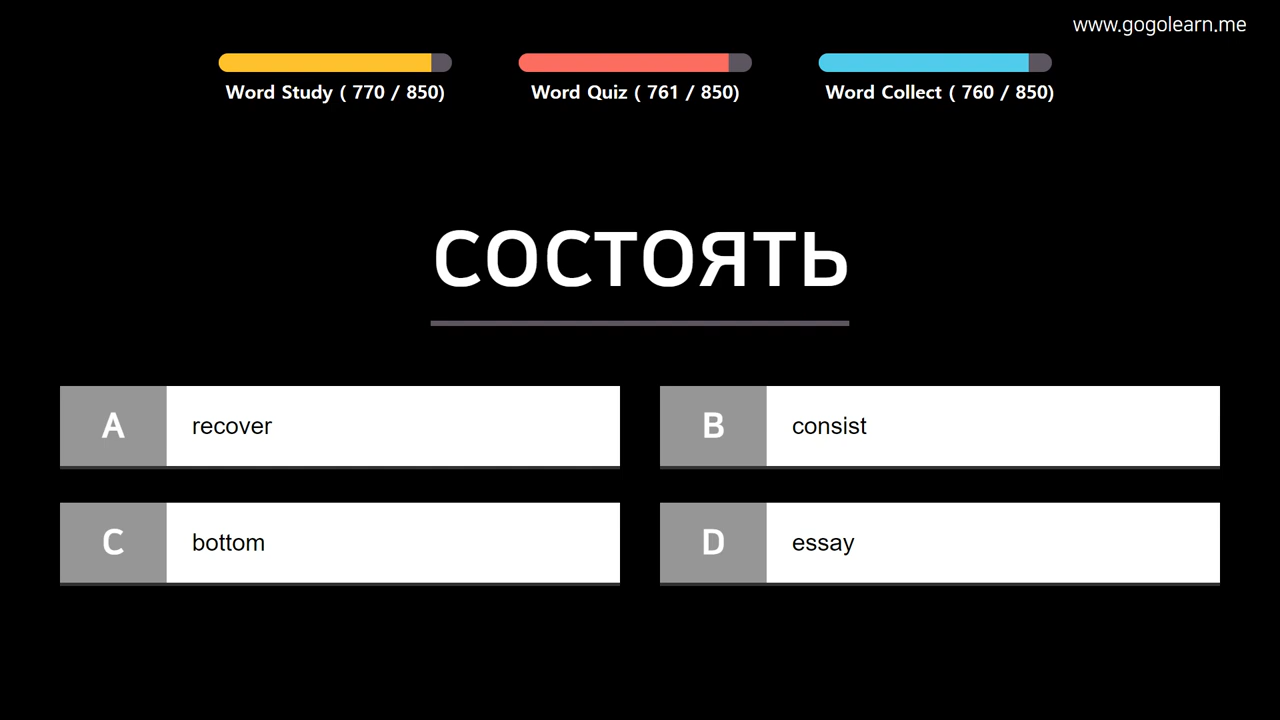 www.gogolearn.me
Word Study ( 770 / 850)
Word Quiz ( 761 / 850)
Word Collect ( 760 / 850)
состоять
A
recover
B
consist
C
bottom
D
essay